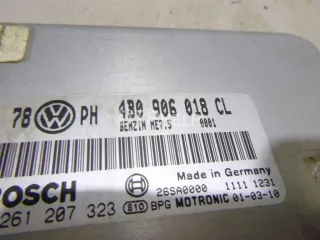 78 PH 4B0 906 018 CL
BENZIN ME7.5 0001
Made in Germany
BOSCH 26SA0000 1111 1231
261 207 323 810 BPG MOTRONIC 01-03-10